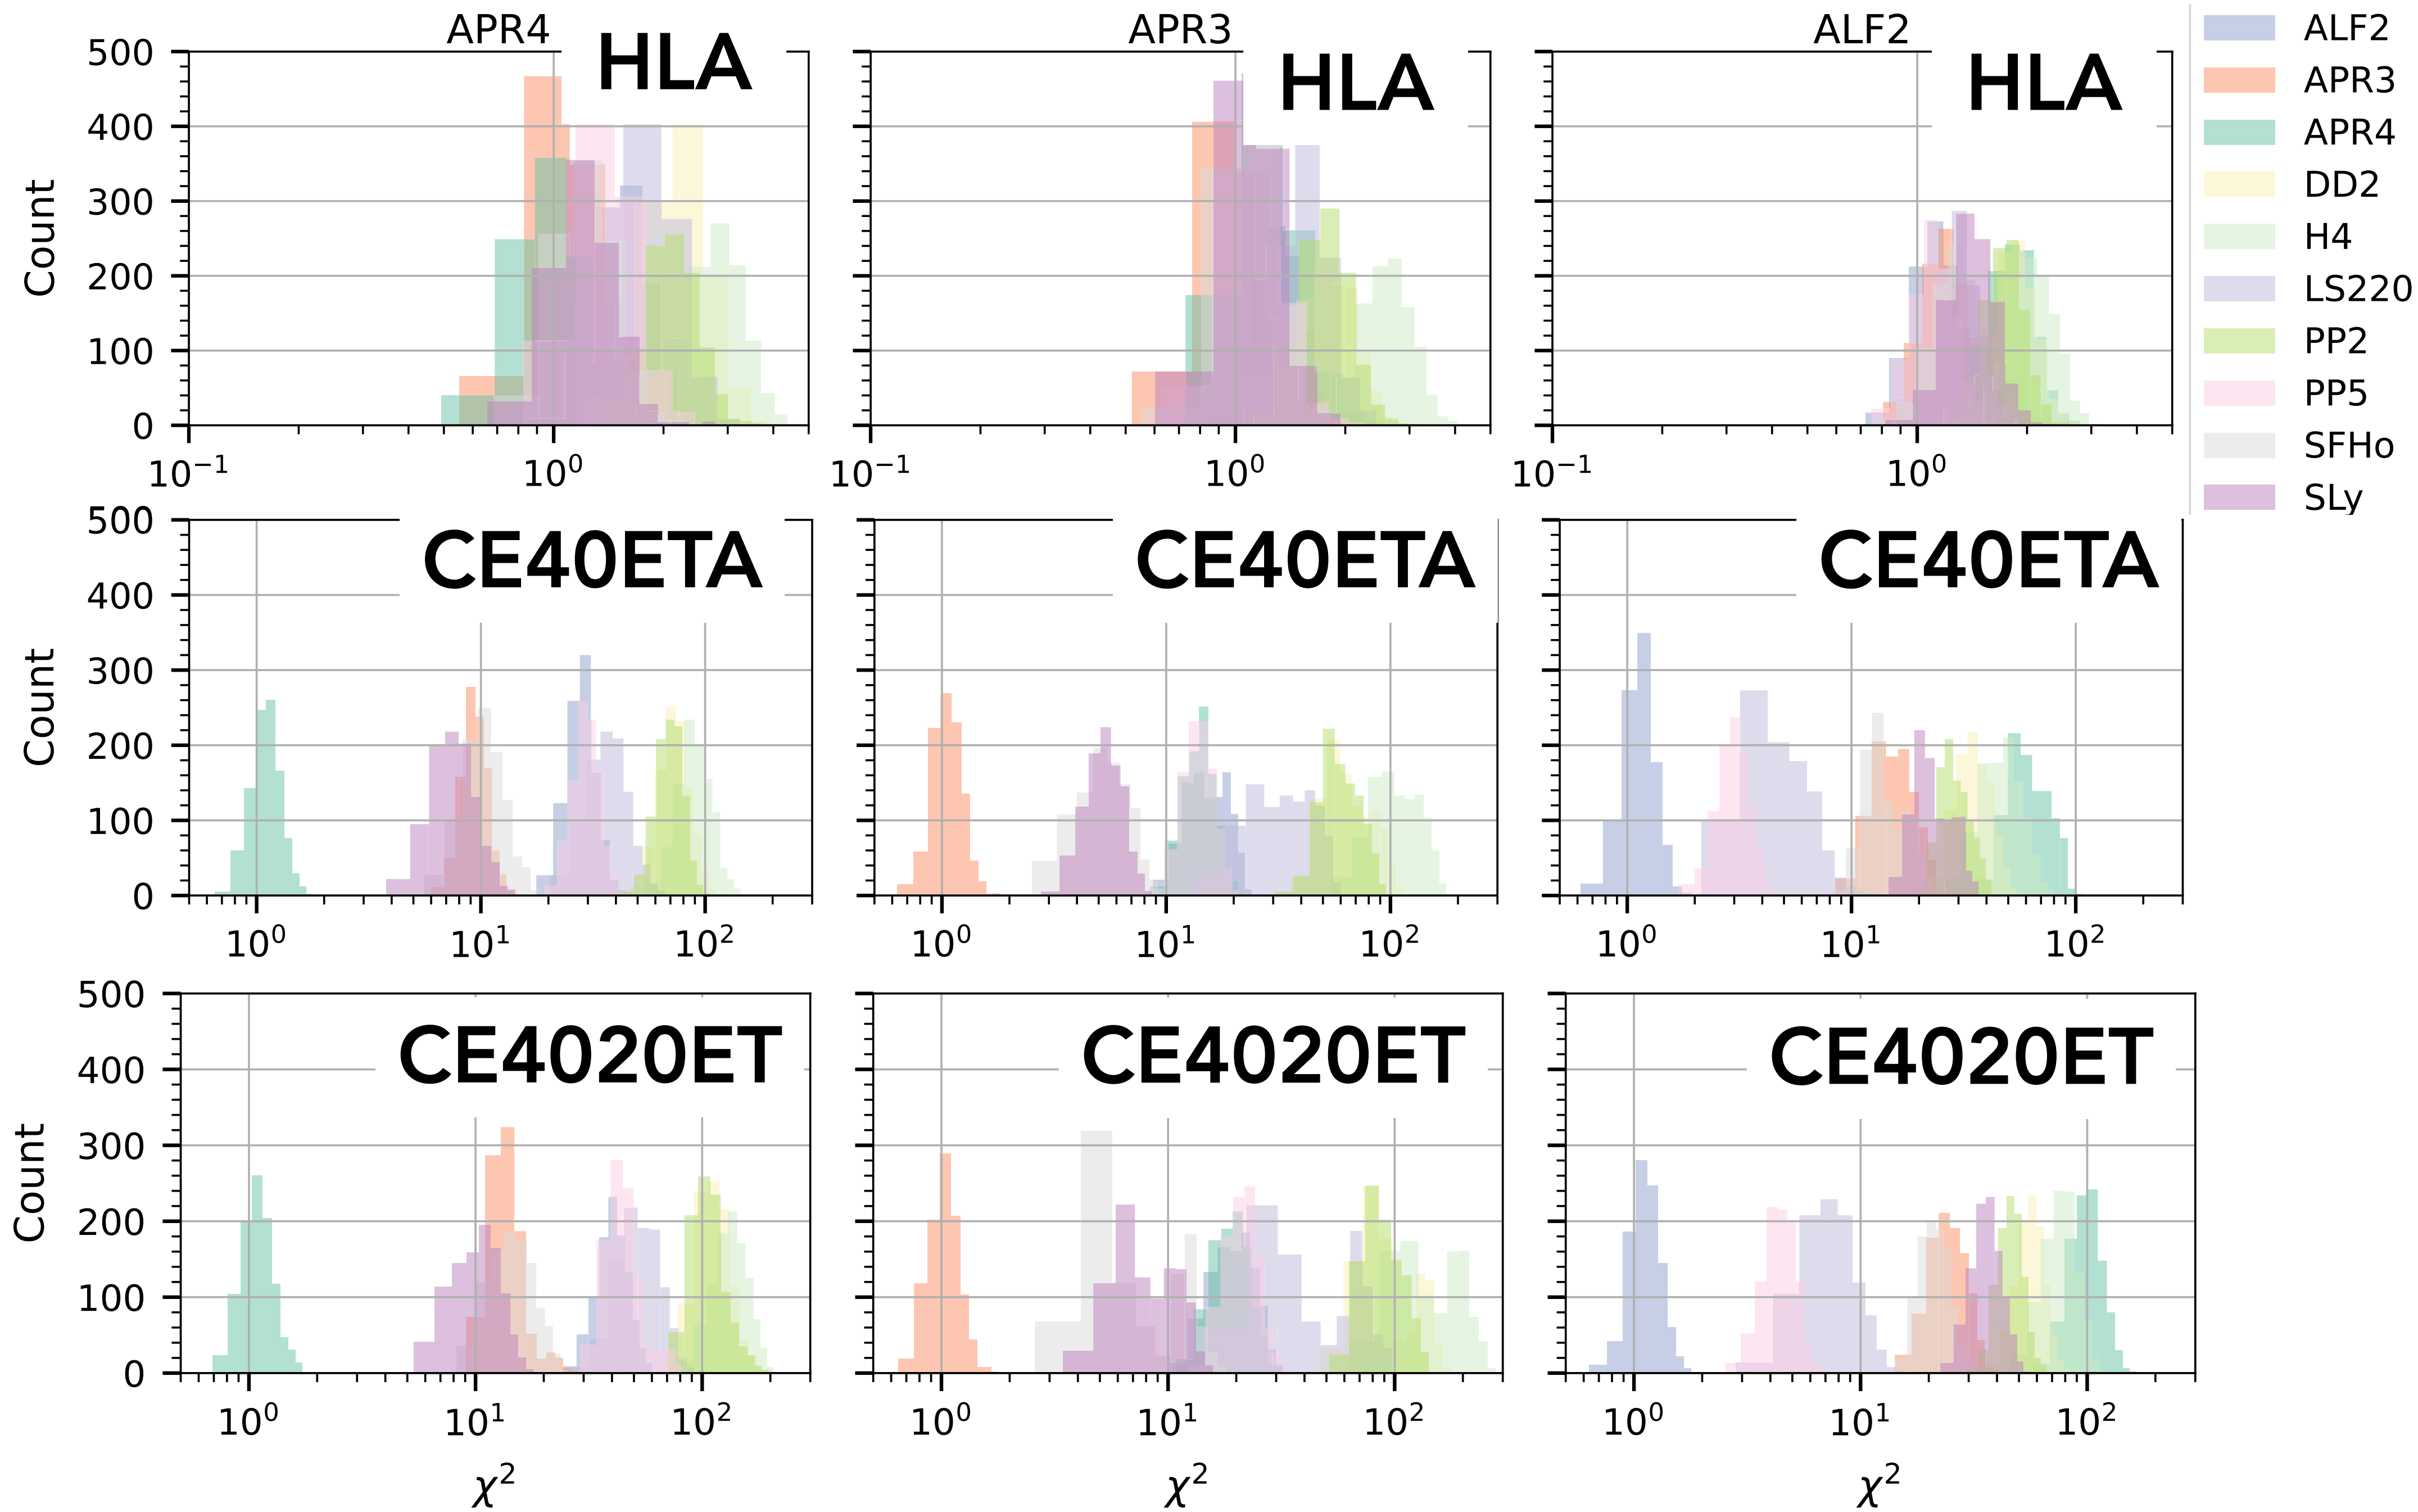 APR4 APR3 ALF2
HLA HLA HLA
ALF2
APR3
APR4
DD2
H4
LS220
PP2
PP5
SFHo
SLy
500
400
300
200
100
0
Count
10⁻¹ 10⁰ 10⁻¹ 10⁰ 10⁻¹ 10⁰
CE40ETA CE40ETA CE40ETA
500
400
300
200
100
0
Count
10⁰ 10¹ 10² 10⁰ 10¹ 10² 10⁰ 10¹ 10²
CE4020ET CE4020ET CE4020ET
500
400
300
200
100
0
Count
10⁰ 10¹ 10² 10⁰ 10¹ 10² 10⁰ 10¹ 10²
χ² χ² χ²